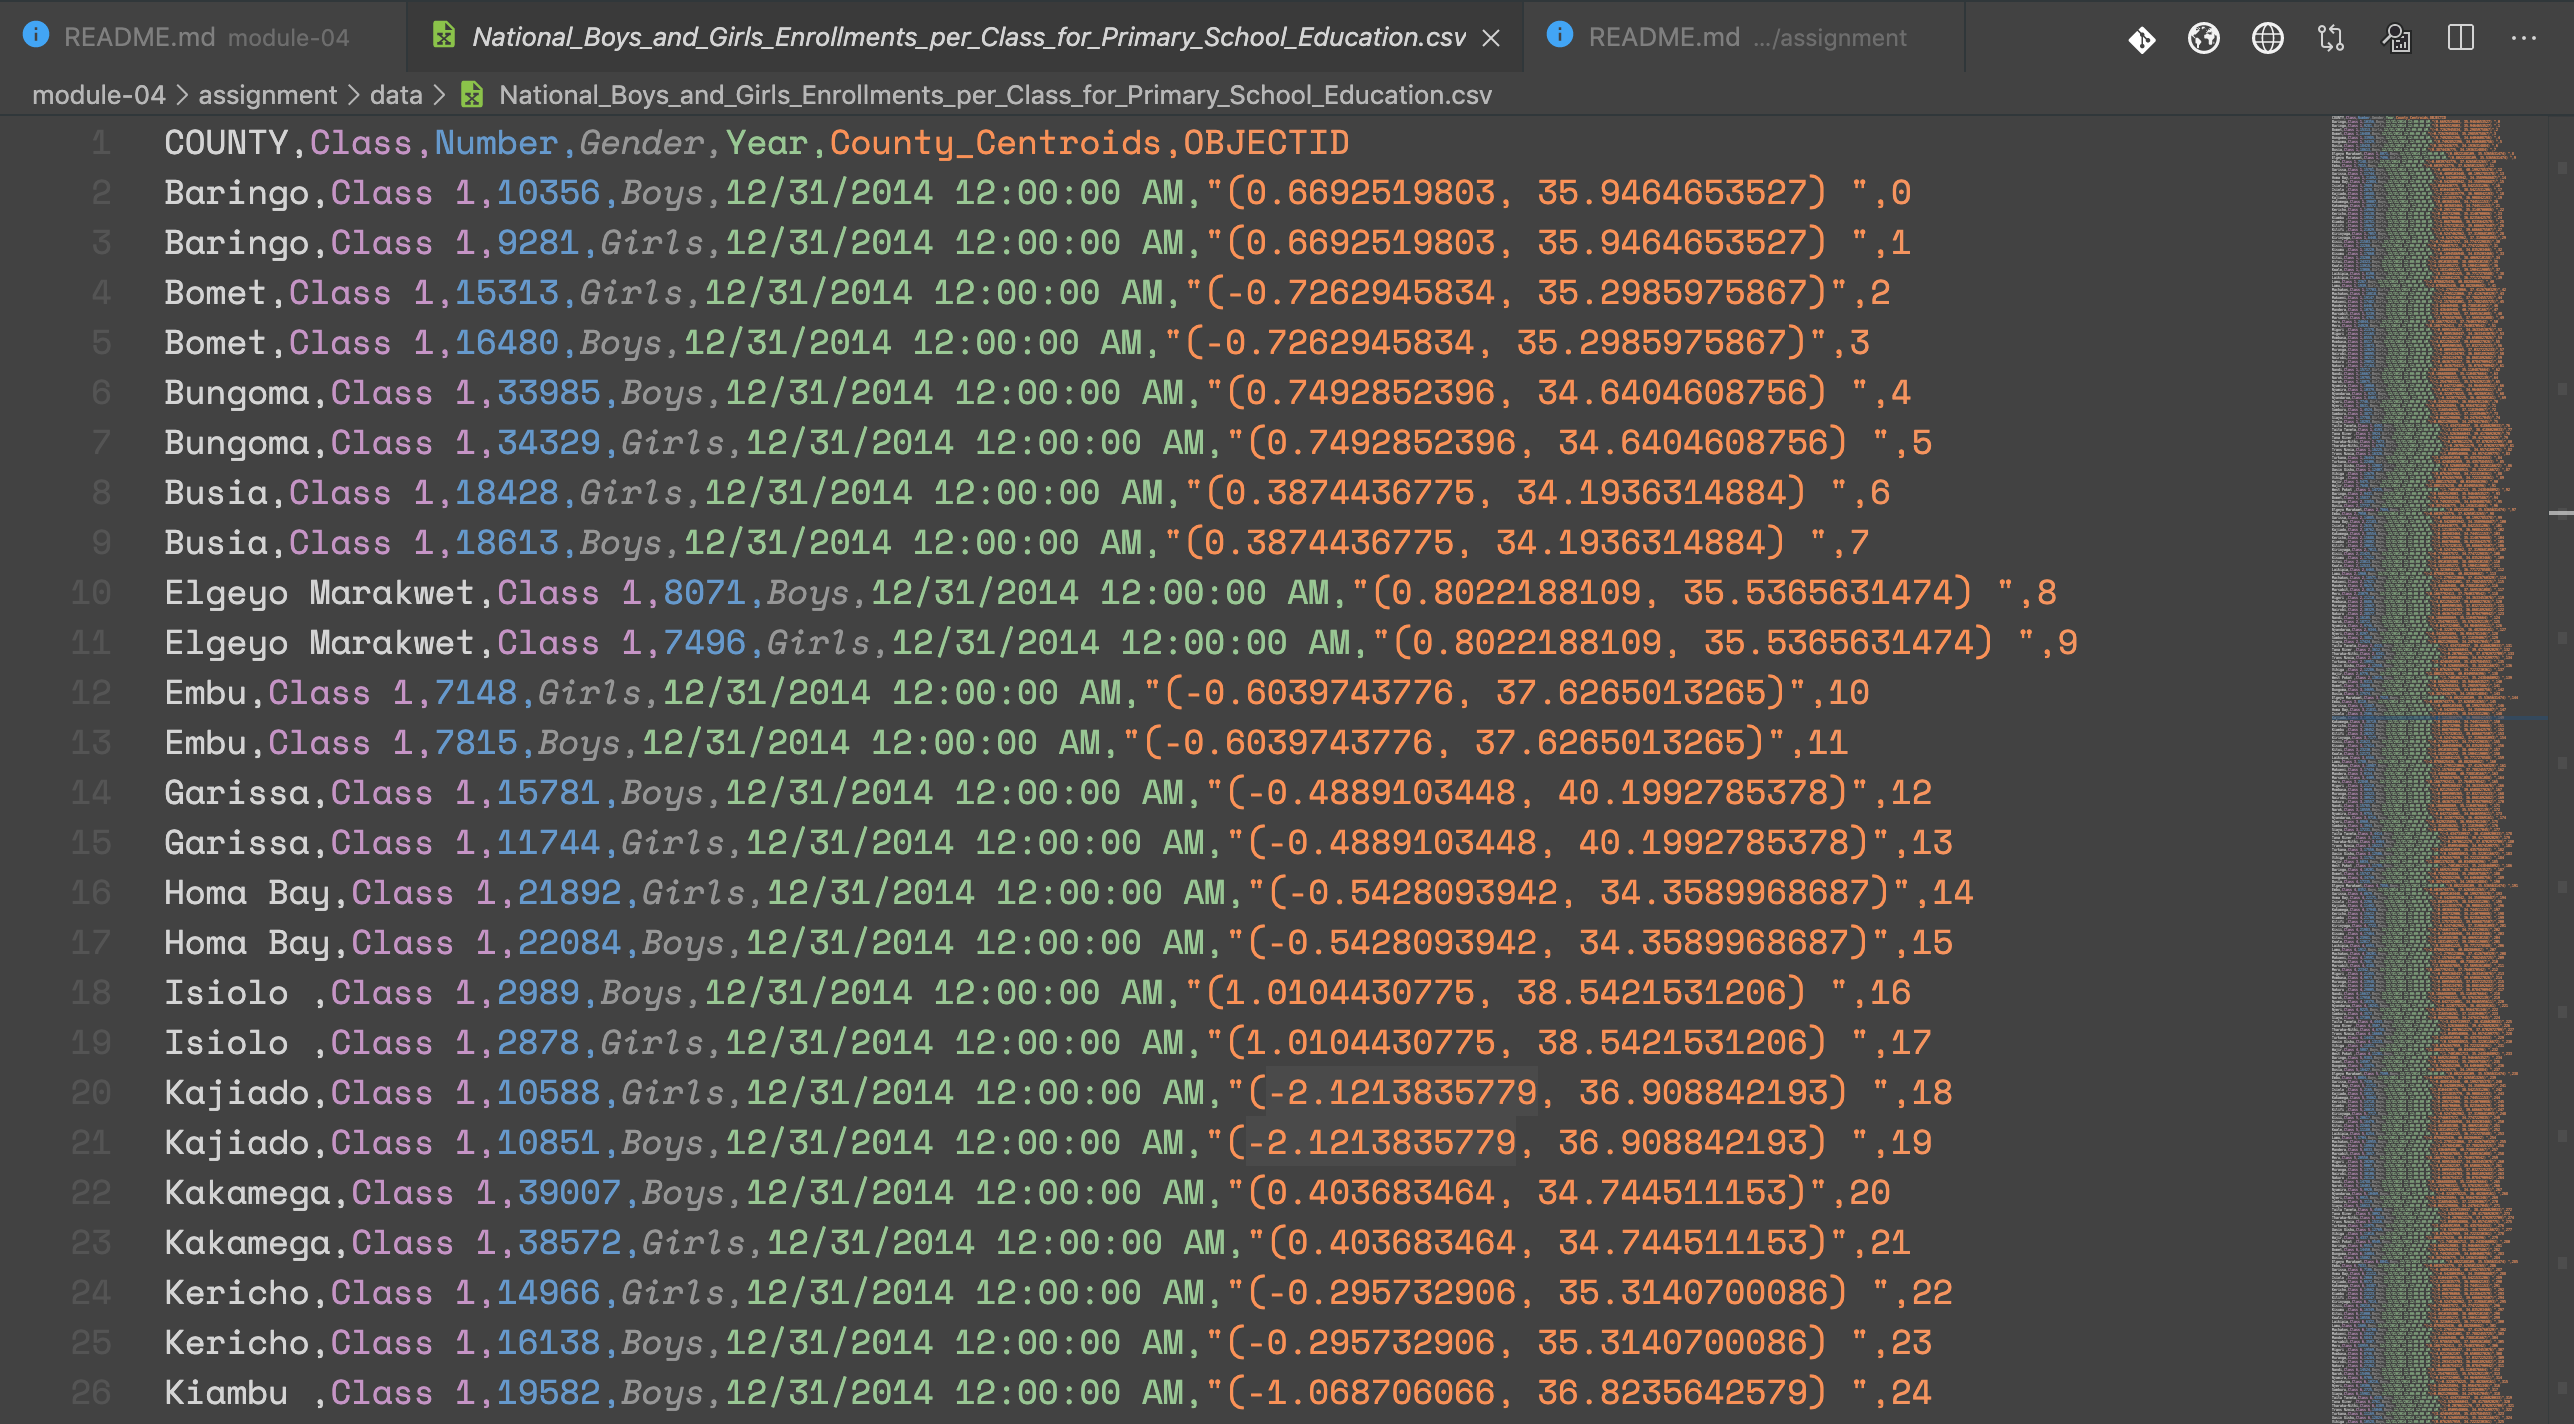 README.md module-04 National_Boys_and_Girls_Enrollments_per_Class_for_Primary_School_Education.csv README.md .../assignment
module-04 > assignment > data > National_Boys_and_Girls_Enrollments_per_Class_for_Primary_School_Education.csv
1 COUNTY,Class,Number,Gender,Year,County_Centroids,OBJECTID
2 Baringo,Class 1,10356,Boys,12/31/2014 12:00:00 AM,"(0.6692519803, 35.9464653527) ",0
3 Baringo,Class 1,9281,Girls,12/31/2014 12:00:00 AM,"(0.6692519803, 35.9464653527) ",1
4 Bomet,Class 1,15313,Girls,12/31/2014 12:00:00 AM,"(-0.7262945834, 35.2985975867)",2
5 Bomet,Class 1,16480,Boys,12/31/2014 12:00:00 AM,"(-0.7262945834, 35.2985975867)",3
6 Bungoma,Class 1,33985,Boys,12/31/2014 12:00:00 AM,"(0.7492852396, 34.6404608756) ",4
7 Bungoma,Class 1,34329,Girls,12/31/2014 12:00:00 AM,"(0.7492852396, 34.6404608756) ",5
8 Busia,Class 1,18428,Girls,12/31/2014 12:00:00 AM,"(0.3874436775, 34.1936314884) ",6
9 Busia,Class 1,18613,Boys,12/31/2014 12:00:00 AM,"(0.3874436775, 34.1936314884) ",7
10 Elgeyo Marakwet,Class 1,8071,Boys,12/31/2014 12:00:00 AM,"(0.8022188109, 35.5365631474) ",8
11 Elgeyo Marakwet,Class 1,7496,Girls,12/31/2014 12:00:00 AM,"(0.8022188109, 35.5365631474) ",9
12 Embu,Class 1,7148,Girls,12/31/2014 12:00:00 AM,"(-0.6039743776, 37.6265013265)",10
13 Embu,Class 1,7815,Boys,12/31/2014 12:00:00 AM,"(-0.6039743776, 37.6265013265)",11
14 Garissa,Class 1,15781,Boys,12/31/2014 12:00:00 AM,"(-0.4889103448, 40.1992785378)",12
15 Garissa,Class 1,11744,Girls,12/31/2014 12:00:00 AM,"(-0.4889103448, 40.1992785378)",13
16 Homa Bay,Class 1,21892,Girls,12/31/2014 12:00:00 AM,"(-0.5428093942, 34.3589968687)",14
17 Homa Bay,Class 1,22084,Boys,12/31/2014 12:00:00 AM,"(-0.5428093942, 34.3589968687)",15
18 Isiolo ,Class 1,2989,Boys,12/31/2014 12:00:00 AM,"(1.0104430775, 38.5421531206) ",16
19 Isiolo ,Class 1,2878,Girls,12/31/2014 12:00:00 AM,"(1.0104430775, 38.5421531206) ",17
20 Kajiado,Class 1,10588,Girls,12/31/2014 12:00:00 AM,"(-2.1213835779, 36.908842193) ",18
21 Kajiado,Class 1,10851,Boys,12/31/2014 12:00:00 AM,"(-2.1213835779, 36.908842193) ",19
22 Kakamega,Class 1,39007,Boys,12/31/2014 12:00:00 AM,"(0.403683464, 34.744511153)",20
23 Kakamega,Class 1,38572,Girls,12/31/2014 12:00:00 AM,"(0.403683464, 34.744511153)",21
24 Kericho,Class 1,14966,Girls,12/31/2014 12:00:00 AM,"(-0.295732906, 35.3140700086) ",22
25 Kericho,Class 1,16138,Boys,12/31/2014 12:00:00 AM,"(-0.295732906, 35.3140700086) ",23
26 Kiambu ,Class 1,19582,Boys,12/31/2014 12:00:00 AM,"(-1.068706066, 36.8235642579) ",24